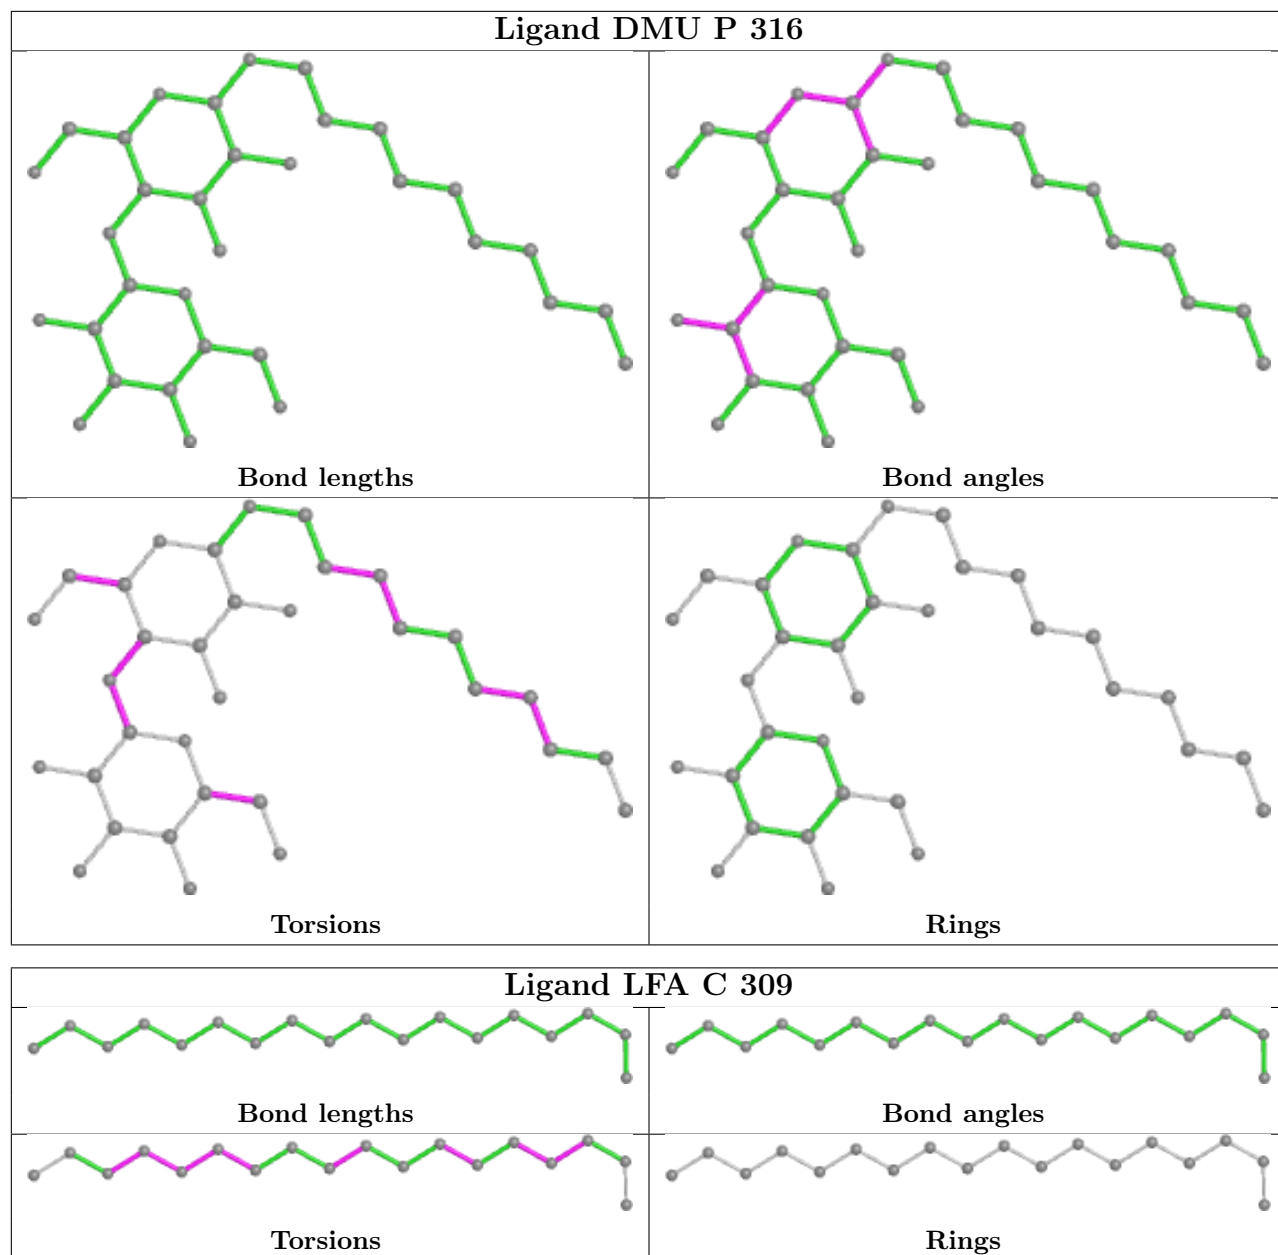 Ligand DMU P 316
Bond lengths
Bond angles
Torsions
Rings
Ligand LFA C 309
Bond lengths
Bond angles
Torsions
Rings